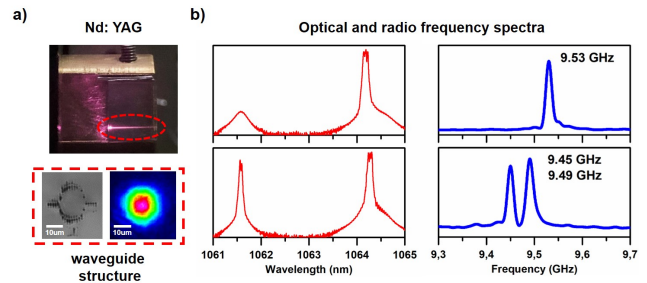 a)
Nd: YAG
10um
10um
waveguide
structure
b)
Optical and radio frequency spectra
9.53 GHz
9.45 GHz
9.49 GHz
1061 1062 1063 1064 1065
Wavelength (nm)
9,3 9,4 9,5 9,6 9,7
Frequency (GHz)